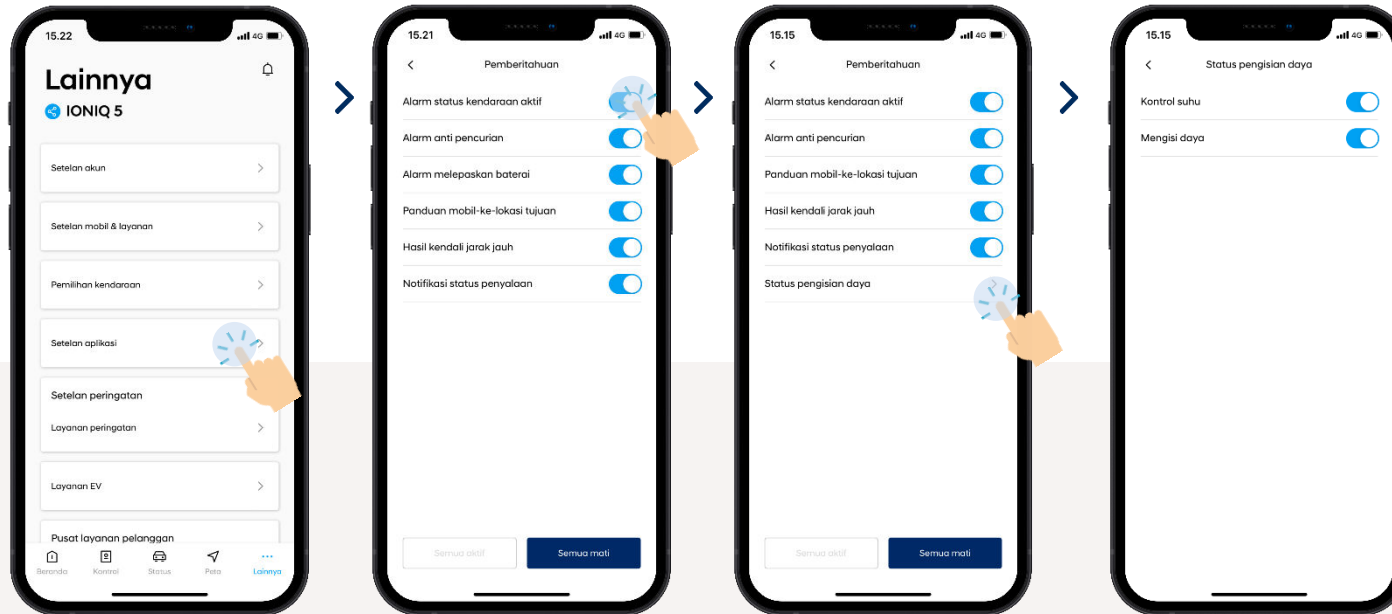 15.22
4G
Lainnya
IONIQ 5
Setelan akun
Setelan mobil & layanan
Pemilihan kendaraan
Setelan aplikasi
Setelan peringatan
Layanan peringatan
Layanan EV
Pusat layanan pelanggan
Beranda
Kontrol
Status
Peta
Lainnya
15.21
4G
Pemberitahuan
Alarm status kendaraan aktif
Alarm anti pencurian
Alarm melepaskan baterai
Panduan mobil-ke-lokasi tujuan
Hasil kendali jarak jauh
Notifikasi status penyalaan
Semua aktif
Semua mati
15.15
4G
Pemberitahuan
Alarm status kendaraan aktif
Alarm anti pencurian
Panduan mobil-ke-lokasi tujuan
Hasil kendali jarak jauh
Notifikasi status penyalaan
Status pengisian daya
Semua aktif
Semua mati
15.15
4G
Status pengisian daya
Kontrol suhu
Mengisi daya